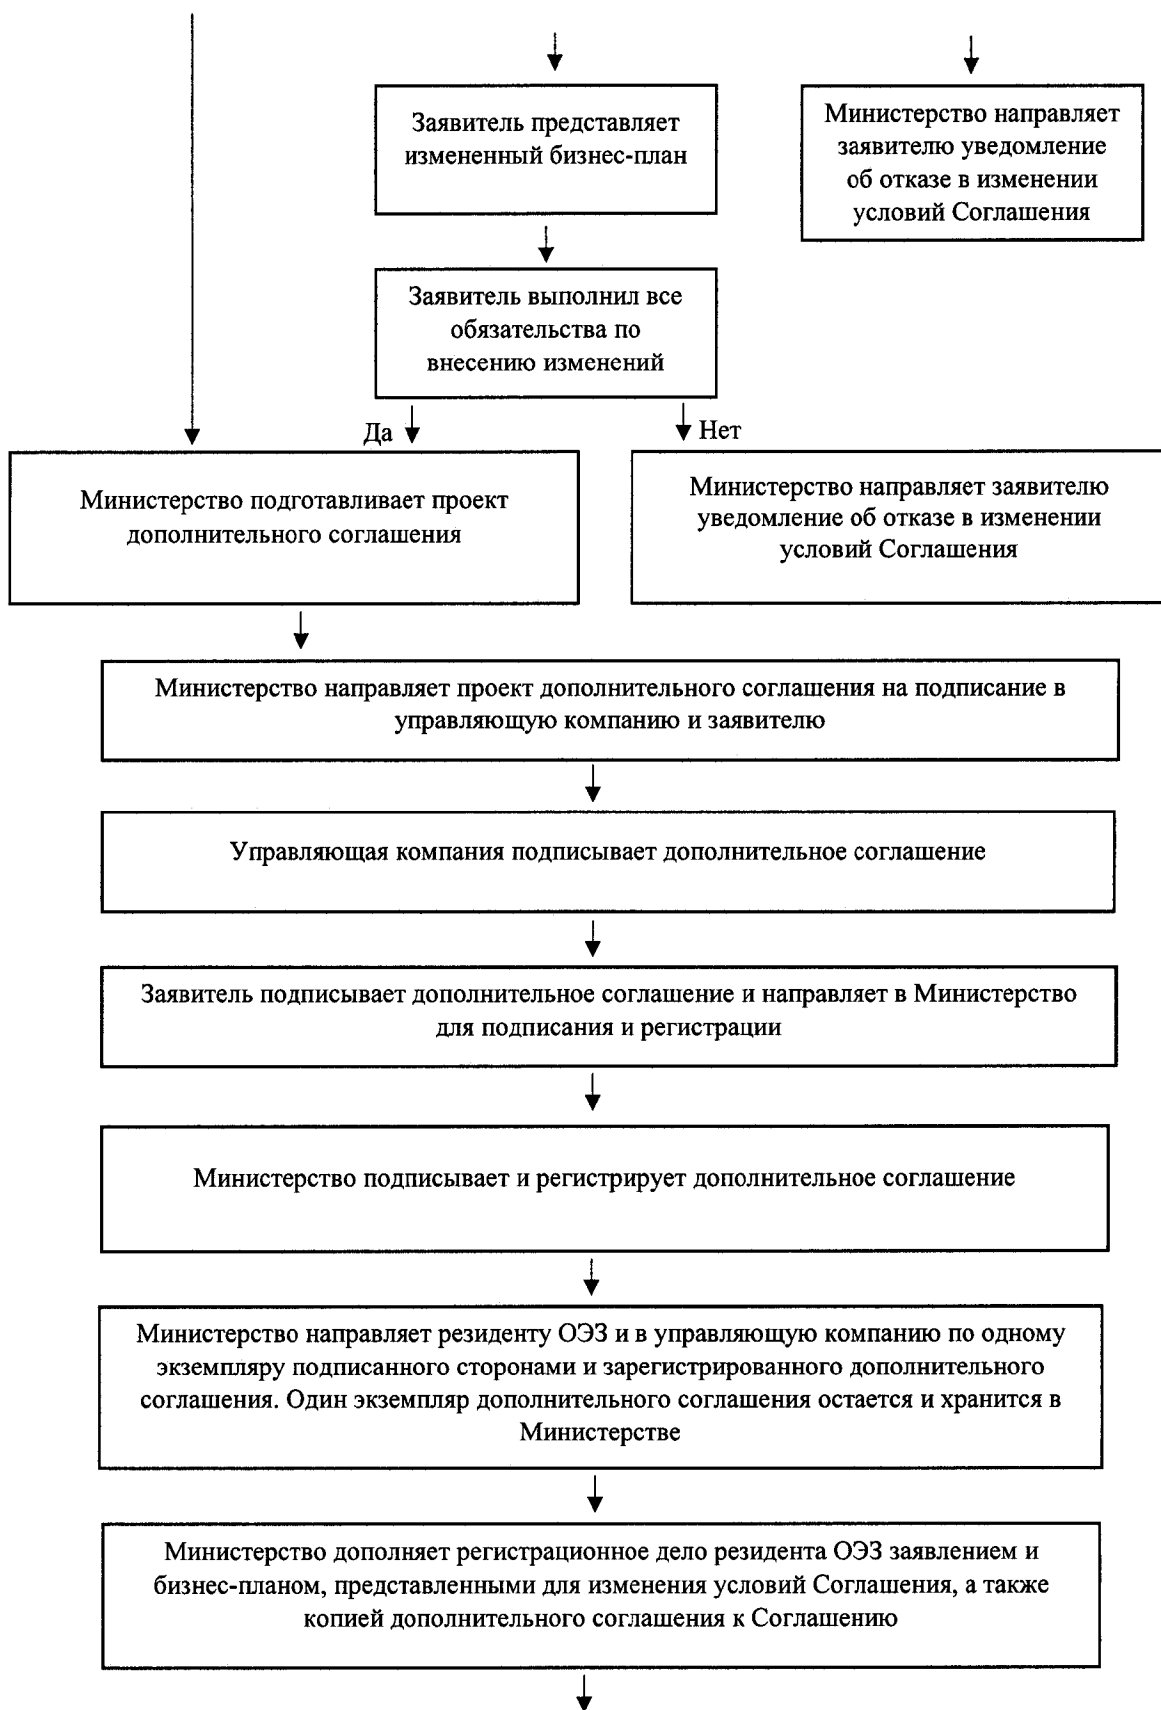 Заявитель представляет
измененный бизнес-план
Министерство направляет
заявителю уведомление
об отказе в изменении
условий Соглашения
Заявитель выполнил все
обязательства по
внесению изменений
Да
Нет
Министерство подготавливает проект
дополнительного соглашения
Министерство направляет заявителю
уведомление об отказе в изменении
условий Соглашения
Министерство направляет проект дополнительного соглашения на подписание в
управляющую компанию и заявителю
Управляющая компания подписывает дополнительное соглашение
Заявитель подписывает дополнительное соглашение и направляет в Министерство
для подписания и регистрации
Министерство подписывает и регистрирует дополнительное соглашение
Министерство направляет резиденту ОЭЗ и в управляющую компанию по одному
экземпляру подписанного сторонами и зарегистрированного дополнительного
соглашения. Один экземпляр дополнительного соглашения остается и хранится в
Министерстве
Министерство дополняет регистрационное дело резидента ОЭЗ заявлением и
бизнес-планом, представленными для изменения условий Соглашения, а также
копией дополнительного соглашения к Соглашению